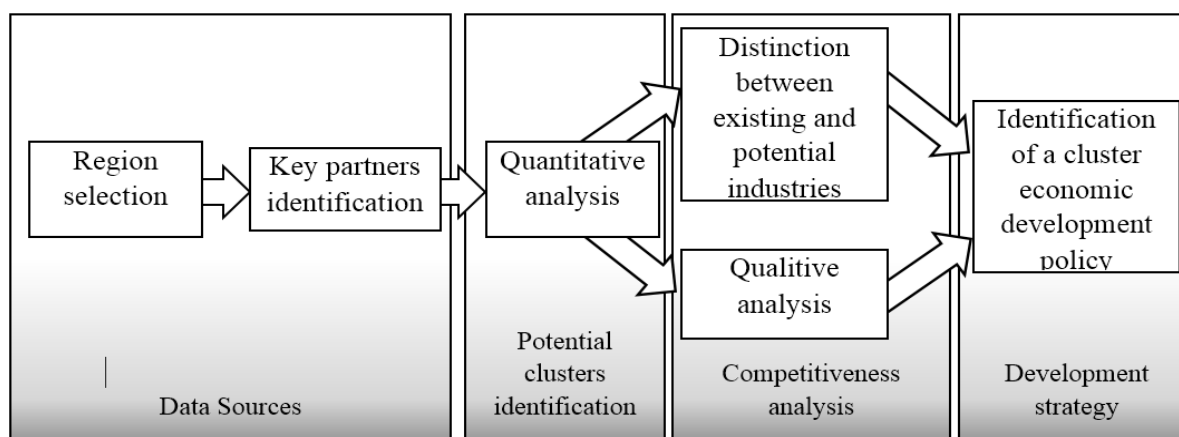 Region
selection
Key partners
identification
Quantitative
analysis
Distinction
between
existing and
potential
industries
Qualitive
analysis
Identification
of a cluster
economic
development
policy
Data Sources
Potential
clusters
identification
Competitiveness
analysis
Development
strategy